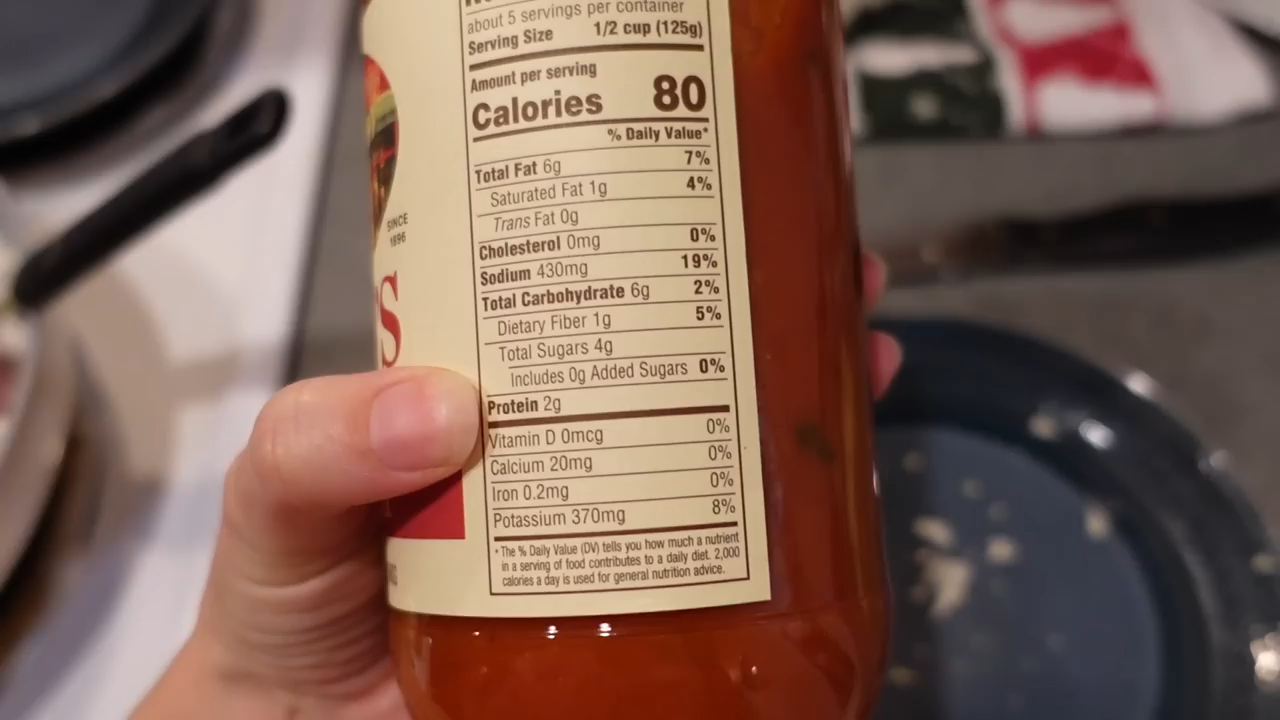 about 5 servings per container
Serving Size 1/2 cup (125g)
Amount per serving
Calories 80
% Daily Value*
Total Fat 6g 7%
Saturated Fat 1g 4%
Trans Fat 0g
Cholesterol 0mg 0%
Sodium 430mg 19%
Total Carbohydrate 6g 2%
Dietary Fiber 1g 5%
Total Sugars 4g
Includes 0g Added Sugars 0%
Protein 2g
Vitamin D 0mcg 0%
Calcium 20mg 0%
Iron 0.2mg 0%
Potassium 370mg 8%
* The % Daily Value (DV) tells you how much a nutrient
in a serving of food contributes to a daily diet. 2,000
calories a day is used for general nutrition advice.
SINCE
1896
S